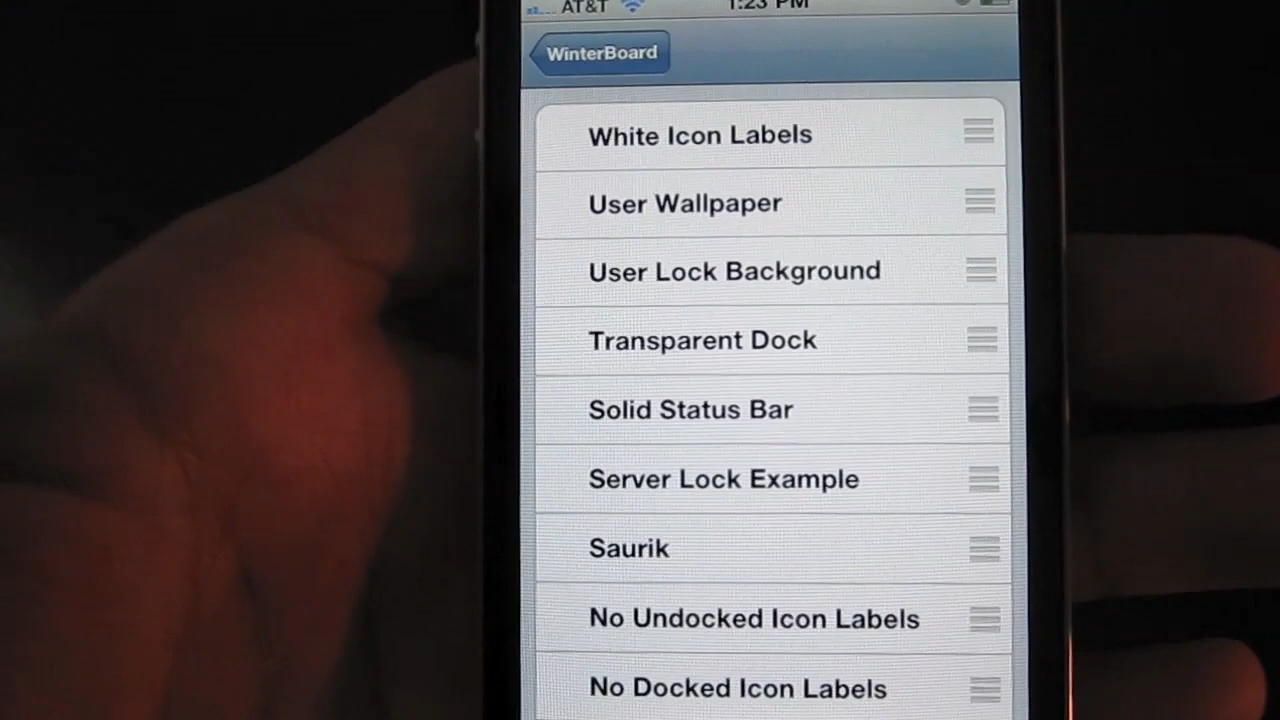 AT&T 1:23 PM
WinterBoard
White Icon Labels
User Wallpaper
User Lock Background
Transparent Dock
Solid Status Bar
Server Lock Example
Saurik
No Undocked Icon Labels
No Docked Icon Labels